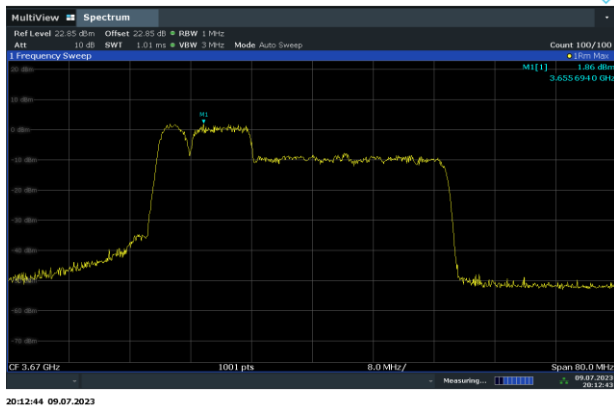 MultiView Spectrum
Ref Level 22.85 dBm Offset 22.85 dB RBW 1 MHz
Att 10 dB SWT 1.01 ms VBW 3 MHz Mode Auto Sweep Count 100/100
1 Frequency Sweep 1Rm Max
M1[1] 1.86 dBm
3.6556940 GHz
20 dBm
10 dBm
M1
0 dBm
-10 dBm
-20 dBm
-30 dBm
-40 dBm
-50 dBm
-60 dBm
-70 dBm
CF 3.67 GHz 1001 pts 8.0 MHz/ Span 80.0 MHz
Measuring... 09.07.2023
20:12:43
20:12:44 09.07.2023